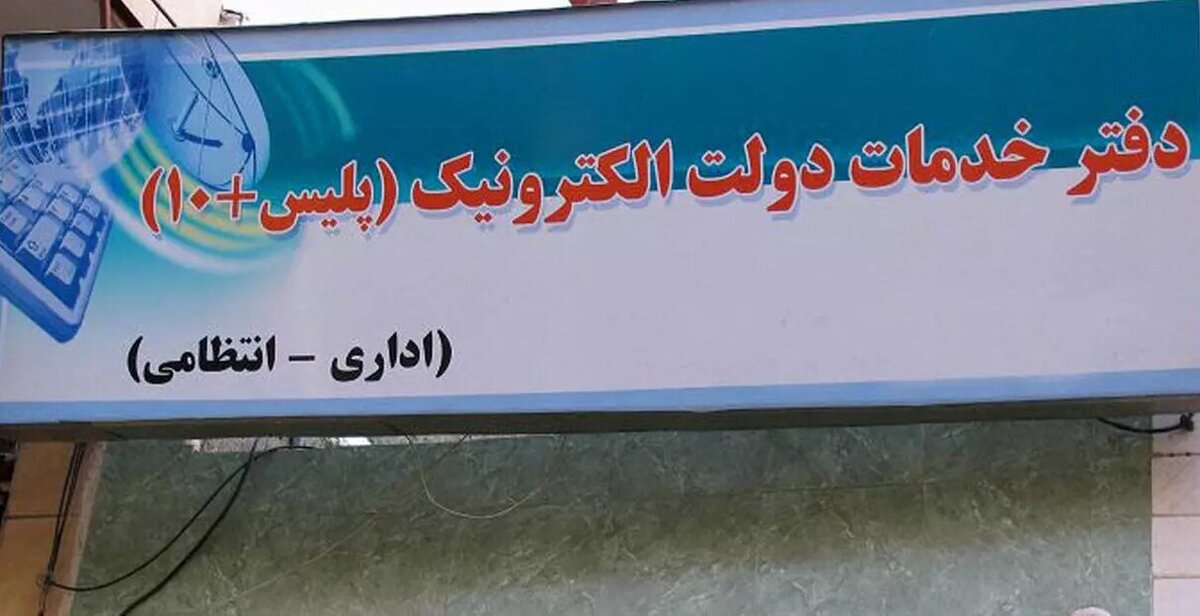 دفتر خدمات دولت الکترونیک (پلیس+۱۰)
(اداری - انتظامی)